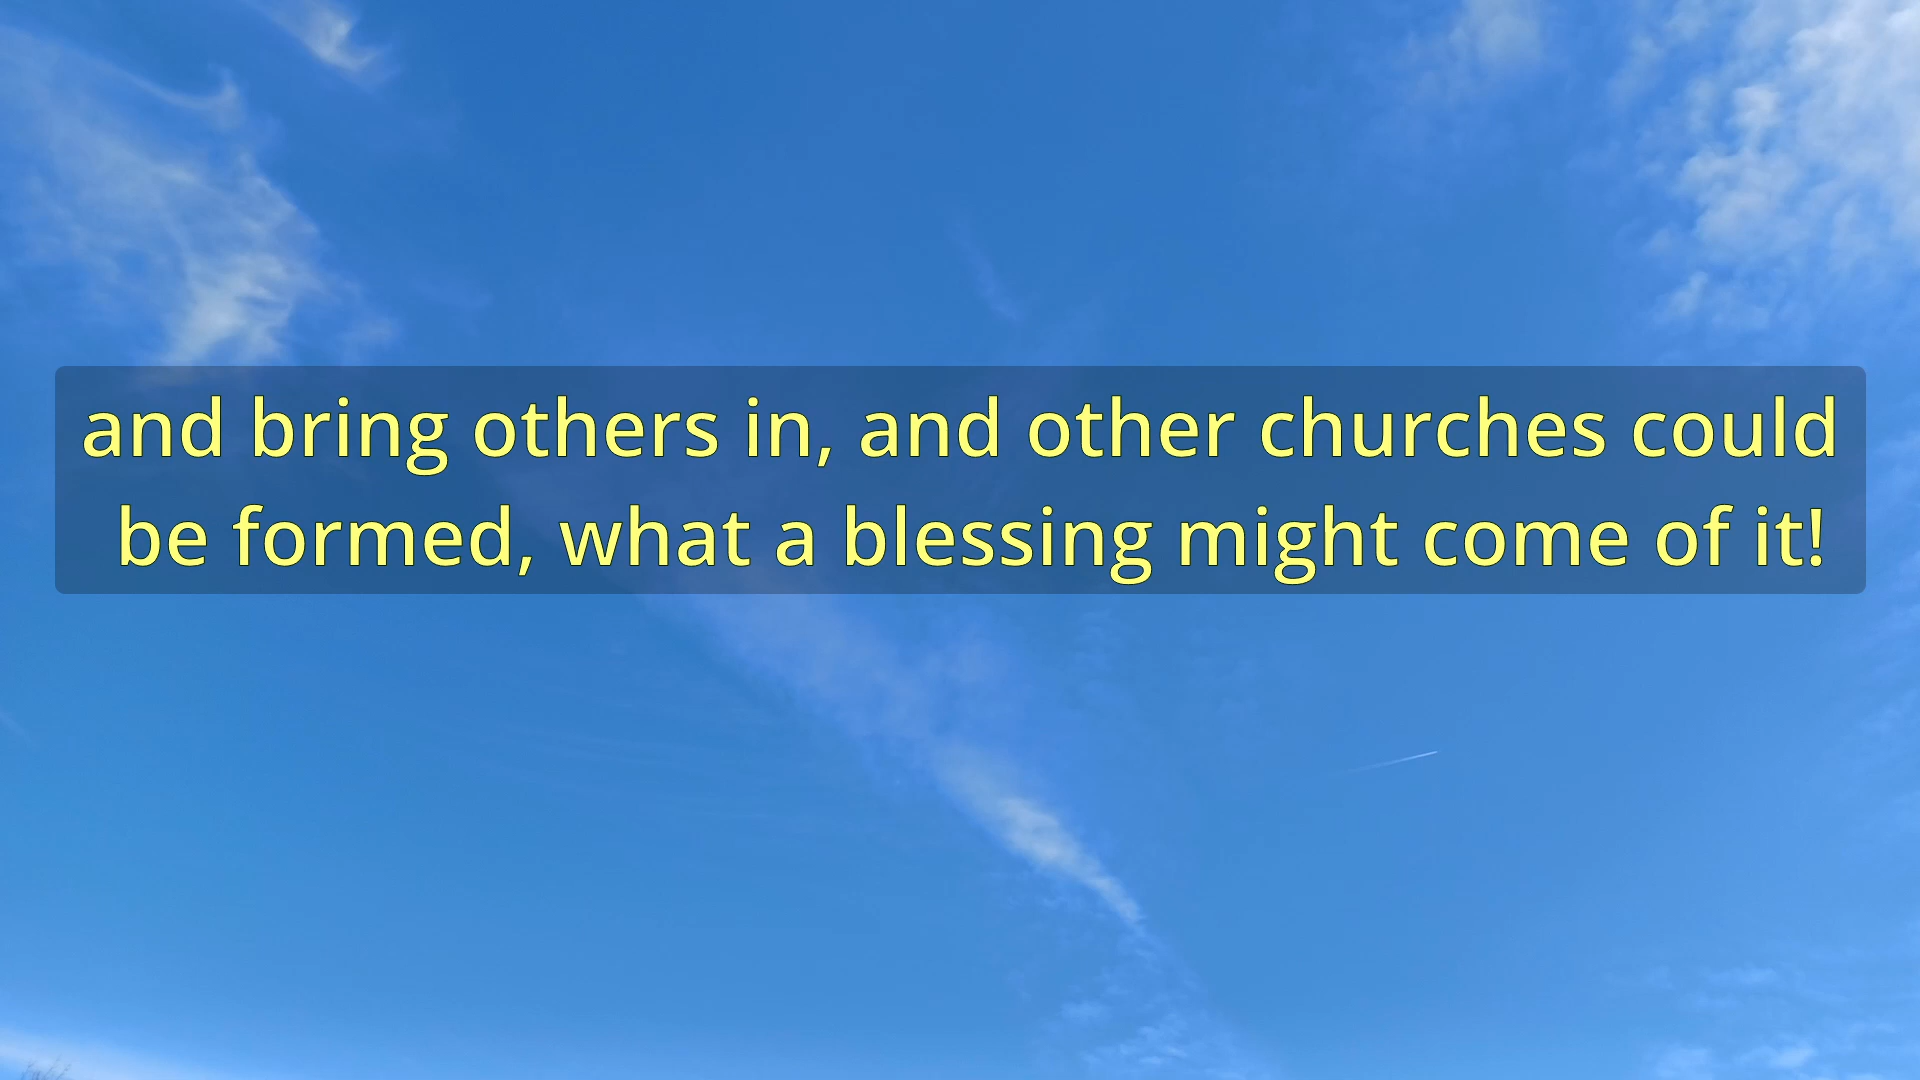 and bring others in, and other churches could
be formed, what a blessing might come of it!